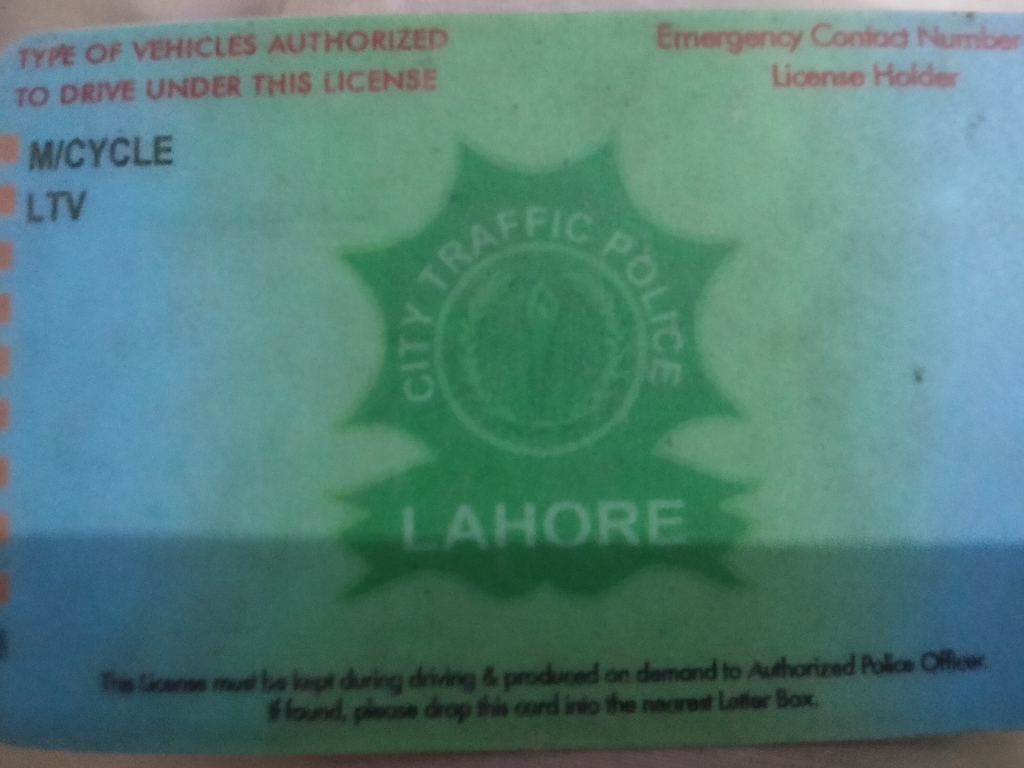 TYPE OF VEHICLES AUTHORIZED
TO DRIVE UNDER THIS LICENSE
Emergency Contact Number
License Holder
M/CYCLE
LTV
CITY TRAFFIC POLICE
LAHORE
This License must be kept during driving & produced on demand to Authorized Police Officer.
If found, please drop this card into the nearest Letter Box.